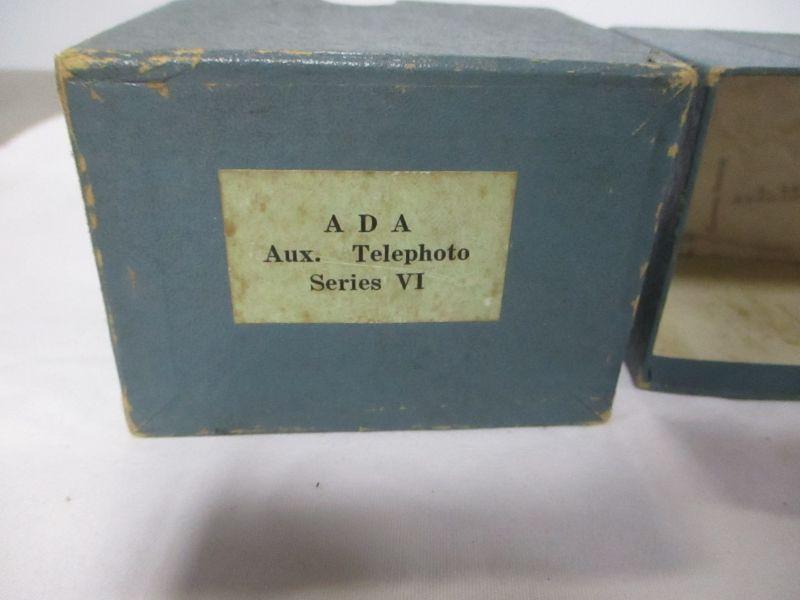 A D A
Aux. Telephoto
Series VI